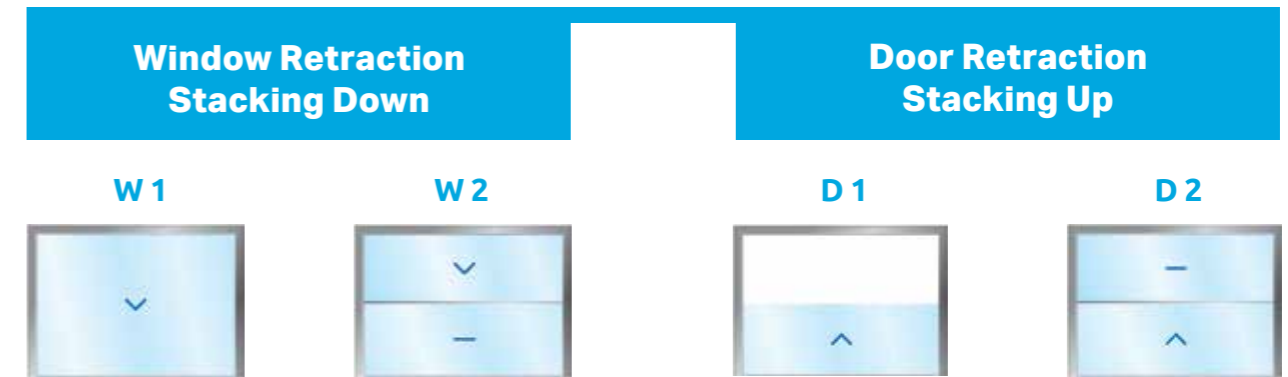 Window Retraction
Stacking Down
Door Retraction
Stacking Up
W 1
W 2
D 1
D 2